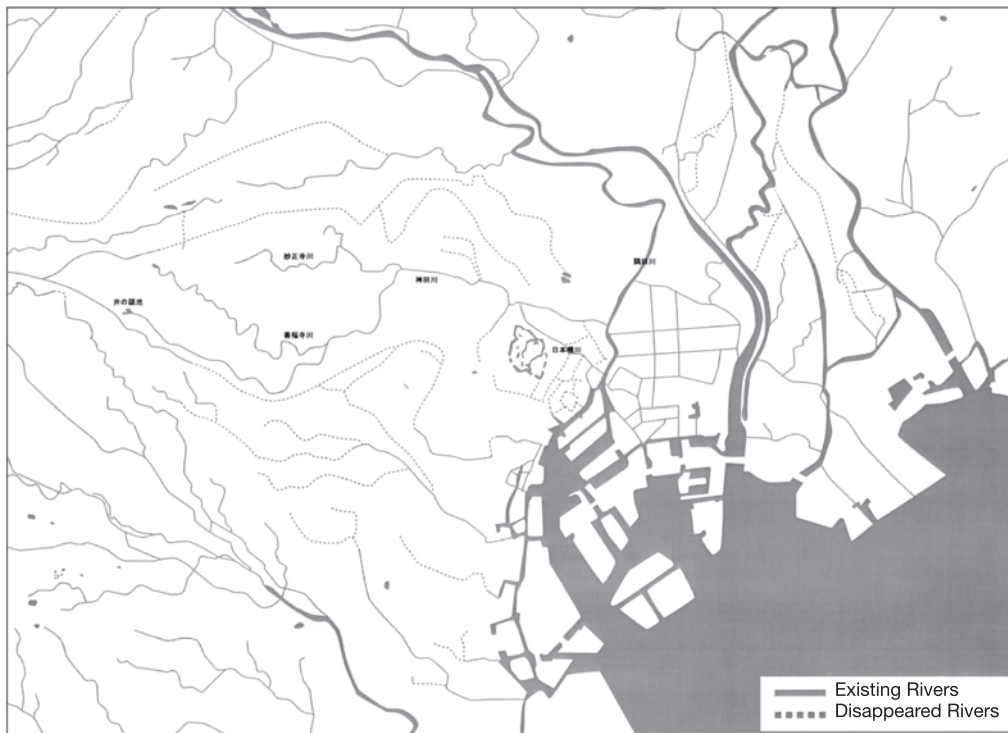 妙正寺川
神田川
隅田川
井の頭池
善福寺川
日本橋川
Existing Rivers
Disappeared Rivers